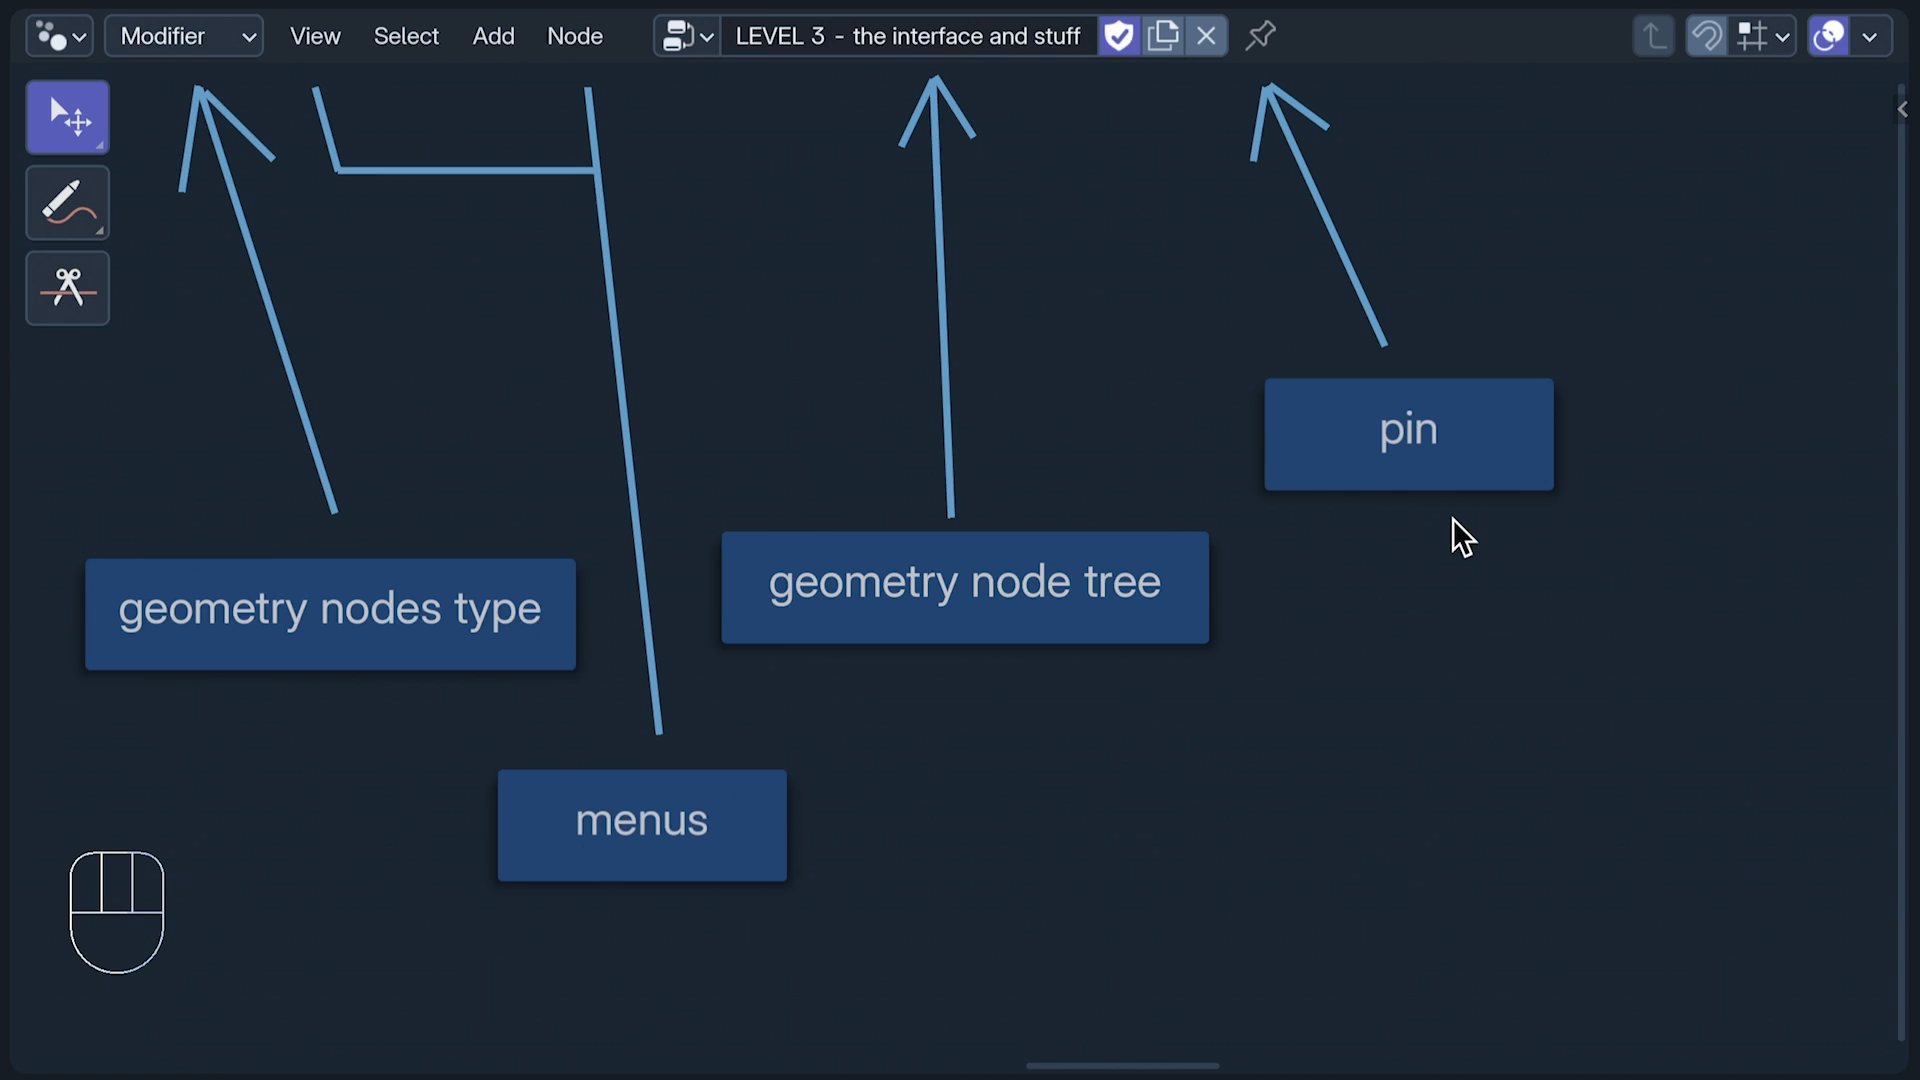 Modifier View Select Add Node LEVEL 3 - the interface and stuff
pin
geometry node tree
geometry nodes type
menus